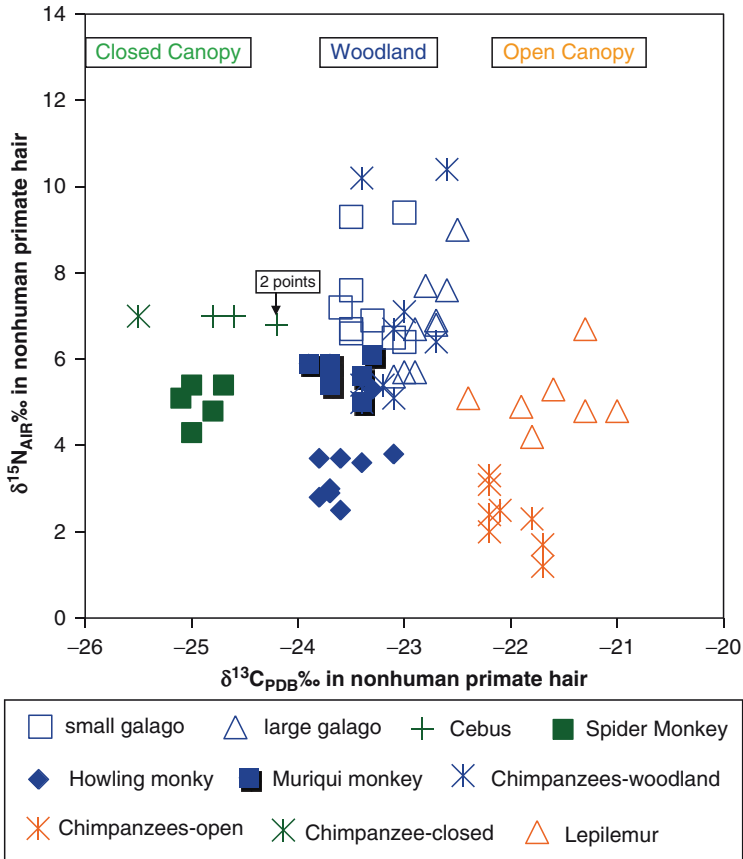 14
Closed Canopy Woodland Open Canopy
12
10
8
2 points
6
4
2
0
δ15NAIR‰ in nonhuman primate hair
–26 –25 –24 –23 –22 –21 –20
δ13CPDB‰ in nonhuman primate hair
small galago large galago Cebus Spider Monkey
Howling monky Muriqui monkey Chimpanzees-woodland
Chimpanzees-open Chimpanzee-closed Lepilemur